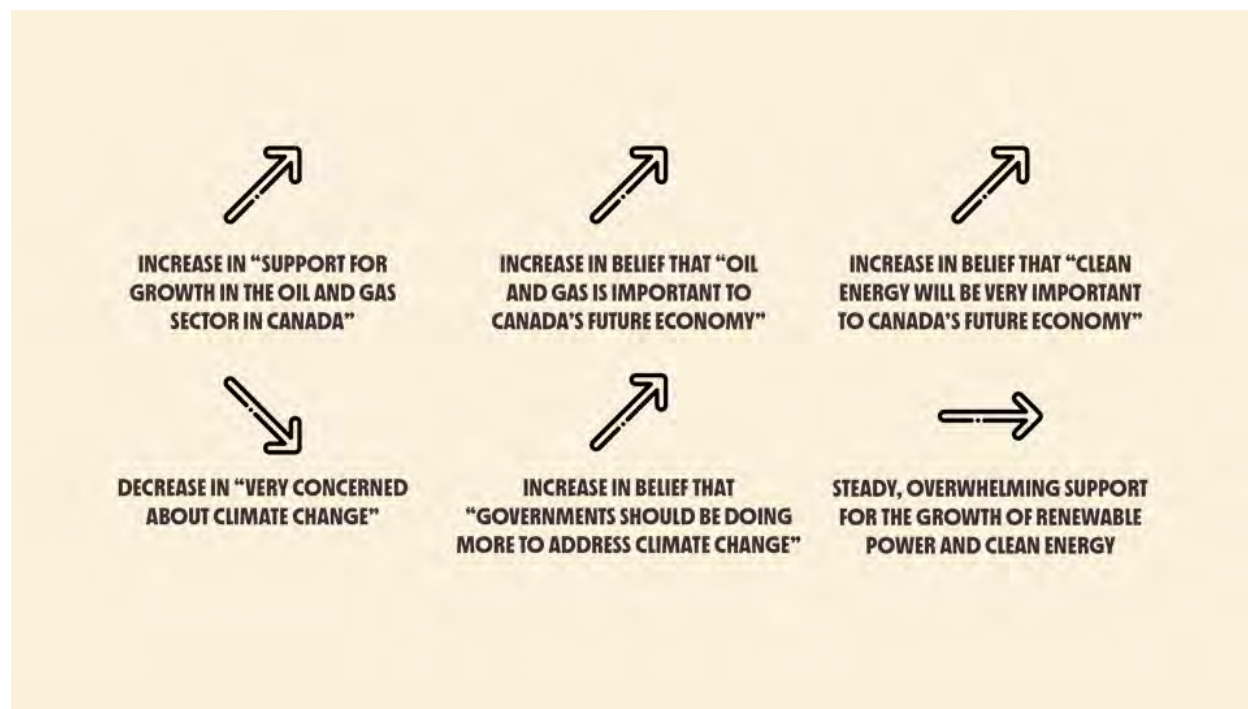 INCREASE IN “SUPPORT FOR
GROWTH IN THE OIL AND GAS
SECTOR IN CANADA”
INCREASE IN BELIEF THAT “OIL
AND GAS IS IMPORTANT TO
CANADA’S FUTURE ECONOMY”
INCREASE IN BELIEF THAT “CLEAN
ENERGY WILL BE VERY IMPORTANT
TO CANADA’S FUTURE ECONOMY”
DECREASE IN “VERY CONCERNED
ABOUT CLIMATE CHANGE”
INCREASE IN BELIEF THAT
“GOVERNMENTS SHOULD BE DOING
MORE TO ADDRESS CLIMATE CHANGE”
STEADY, OVERWHELMING SUPPORT
FOR THE GROWTH OF RENEWABLE
POWER AND CLEAN ENERGY